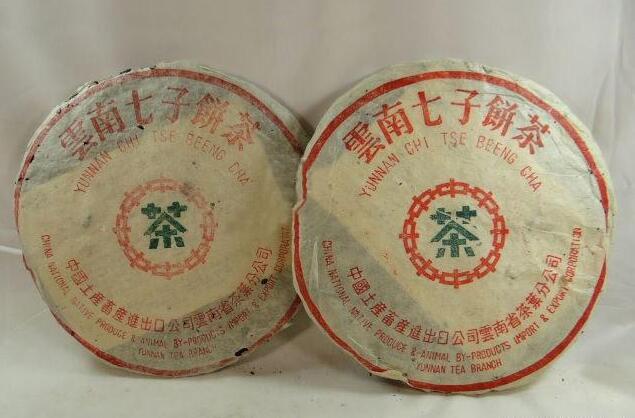 雲南七子餅茶
YUNNAN CHI TSE BEENG CHA
茶
中國土產畜產進出口公司雲南省茶葉分公司
CHINA NATIONAL NATIVE PRODUCE & ANIMAL BY-PRODUCTS IMPORT & EXPORT CORPORATION
YUNNAN TEA BRANCH
雲南七子餅茶
YUNNAN CHI TSE BEENG CHA
茶
中國土產畜產進出口公司雲南省茶葉分公司
CHINA NATIONAL NATIVE PRODUCE & ANIMAL BY-PRODUCTS IMPORT & EXPORT CORPORATION
YUNNAN TEA BRANCH